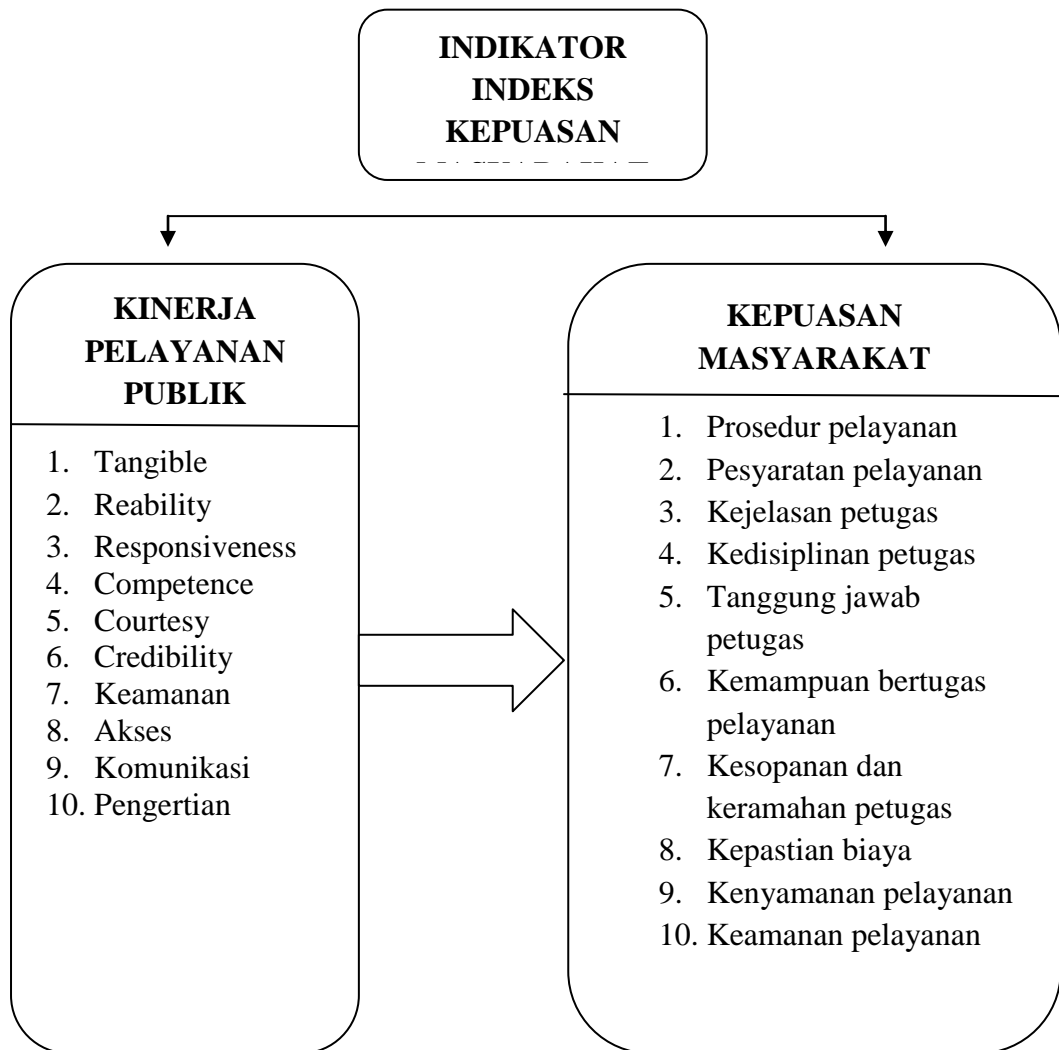 INDIKATOR
INDEKS
KEPUASAN
KINERJA
PELAYANAN
PUBLIK
1. Tangible
2. Reability
3. Responsiveness
4. Competence
5. Courtesy
6. Credibility
7. Keamanan
8. Akses
9. Komunikasi
10. Pengertian
KEPUASAN
MASYARAKAT
1. Prosedur pelayanan
2. Pesyaratan pelayanan
3. Kejelasan petugas
4. Kedisiplinan petugas
5. Tanggung jawab
petugas
6. Kemampuan bertugas
pelayanan
7. Kesopanan dan
keramahan petugas
8. Kepastian biaya
9. Kenyamanan pelayanan
10. Keamanan pelayanan